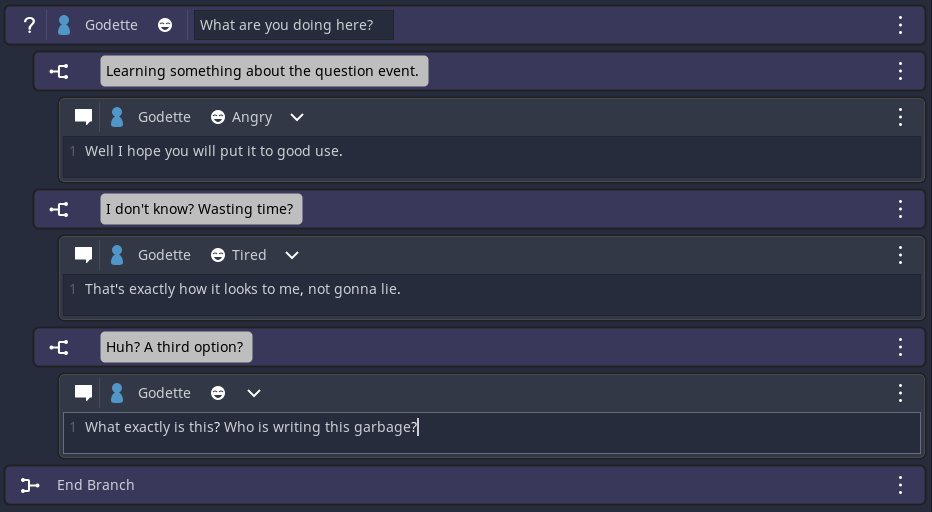 ? Godette What are you doing here?
Learning something about the question event.
Godette Angry
1 Well I hope you will put it to good use.
I don't know? Wasting time?
Godette Tired
1 That's exactly how it looks to me, not gonna lie.
Huh? A third option?
Godette
1 What exactly is this? Who is writing this garbage?
End Branch